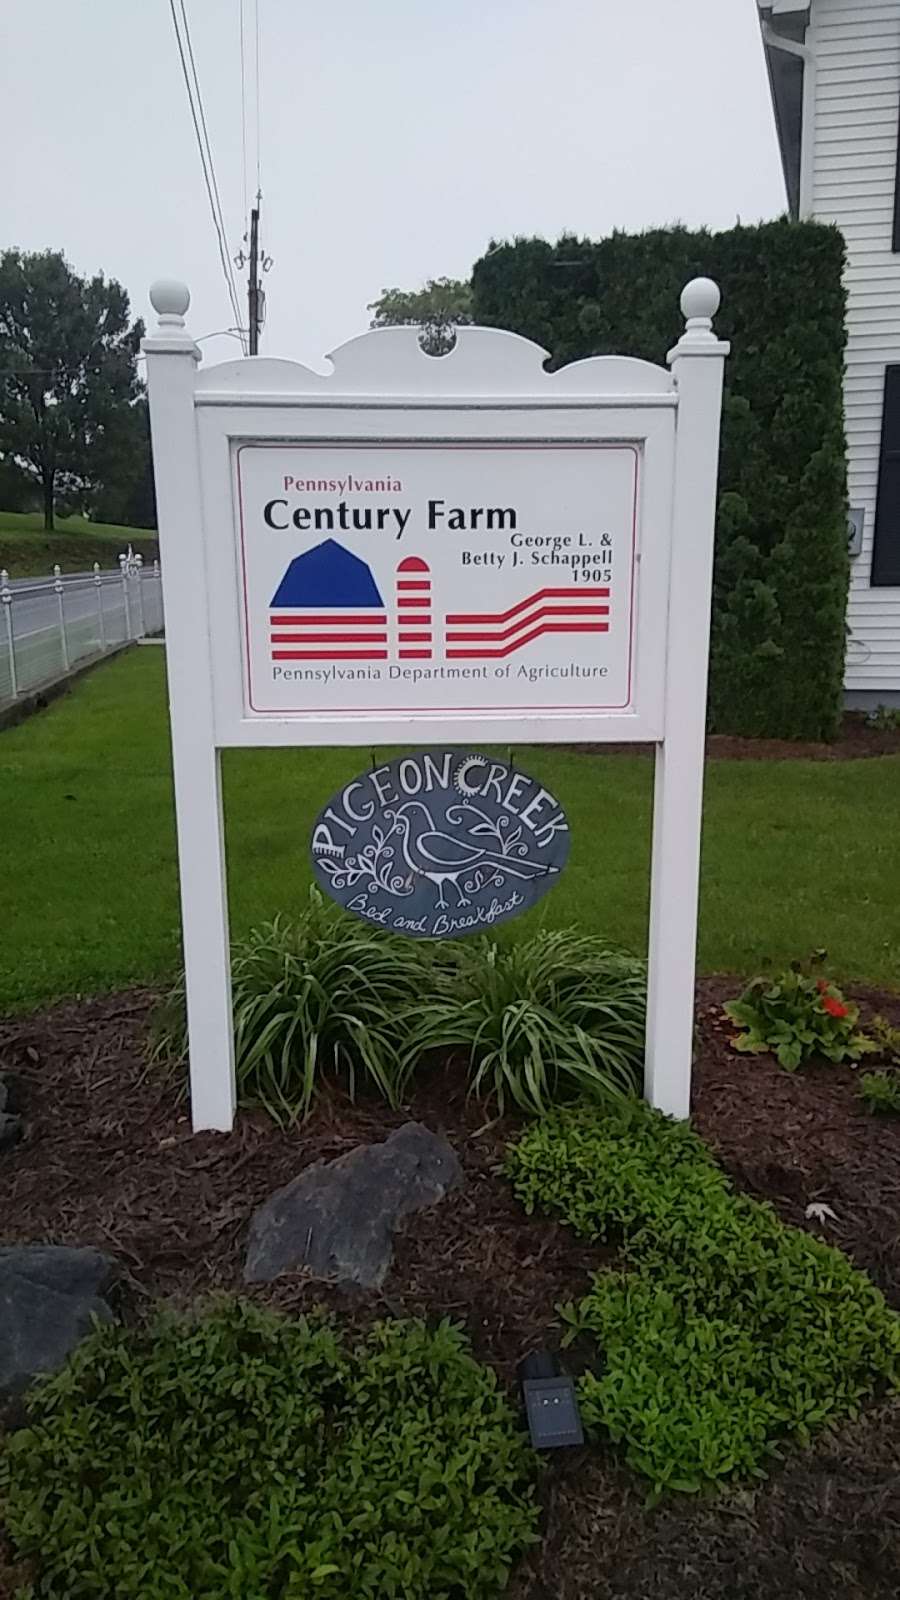 Pennsylvania
Century Farm
George L. &
Betty J. Schappell
1905
Pennsylvania Department of Agriculture
PIGEON CREEK
Bed and Breakfast